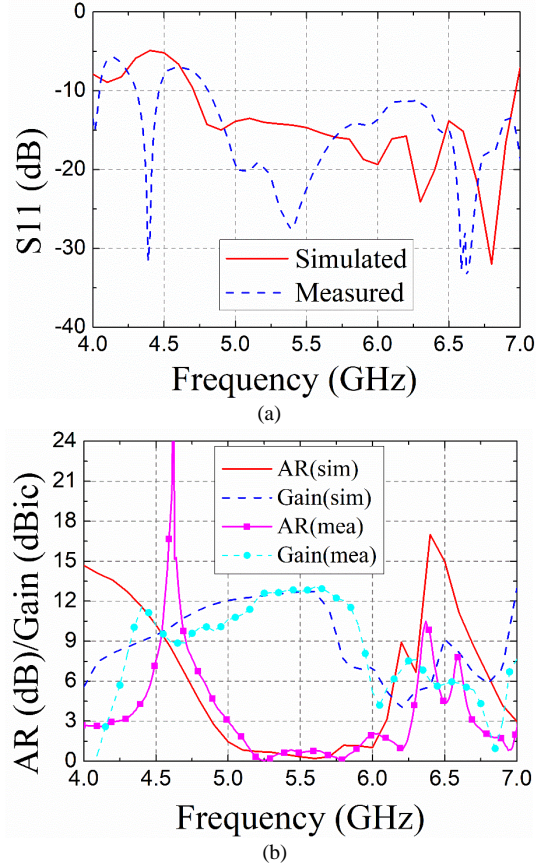 0
-10
-20
-30
-40
S11 (dB)
Simulated
Measured
4.0 4.5 5.0 5.5 6.0 6.5 7.0
Frequency (GHz)
(a)
24
21
18
15
12
9
6
3
0
AR (dB)/Gain (dBic)
AR(sim)
Gain(sim)
AR(mea)
Gain(mea)
4.0 4.5 5.0 5.5 6.0 6.5 7.0
Frequency (GHz)
(b)